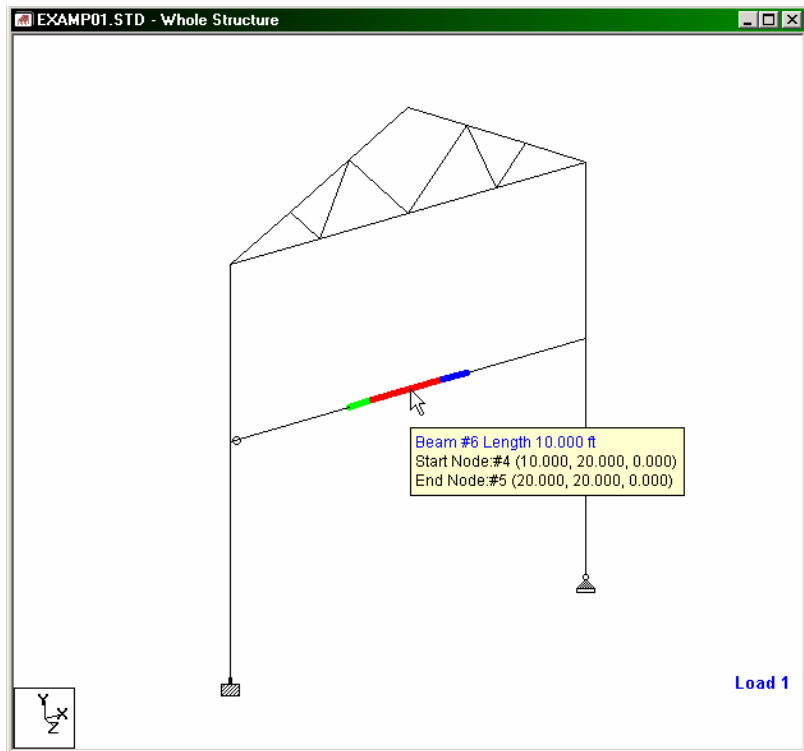 EXAMP01.STD - Whole Structure
Beam #6 Length 10.000 ft
Start Node:#4 (10.000, 20.000, 0.000)
End Node:#5 (20.000, 20.000, 0.000)
Load 1
Y
X
Z